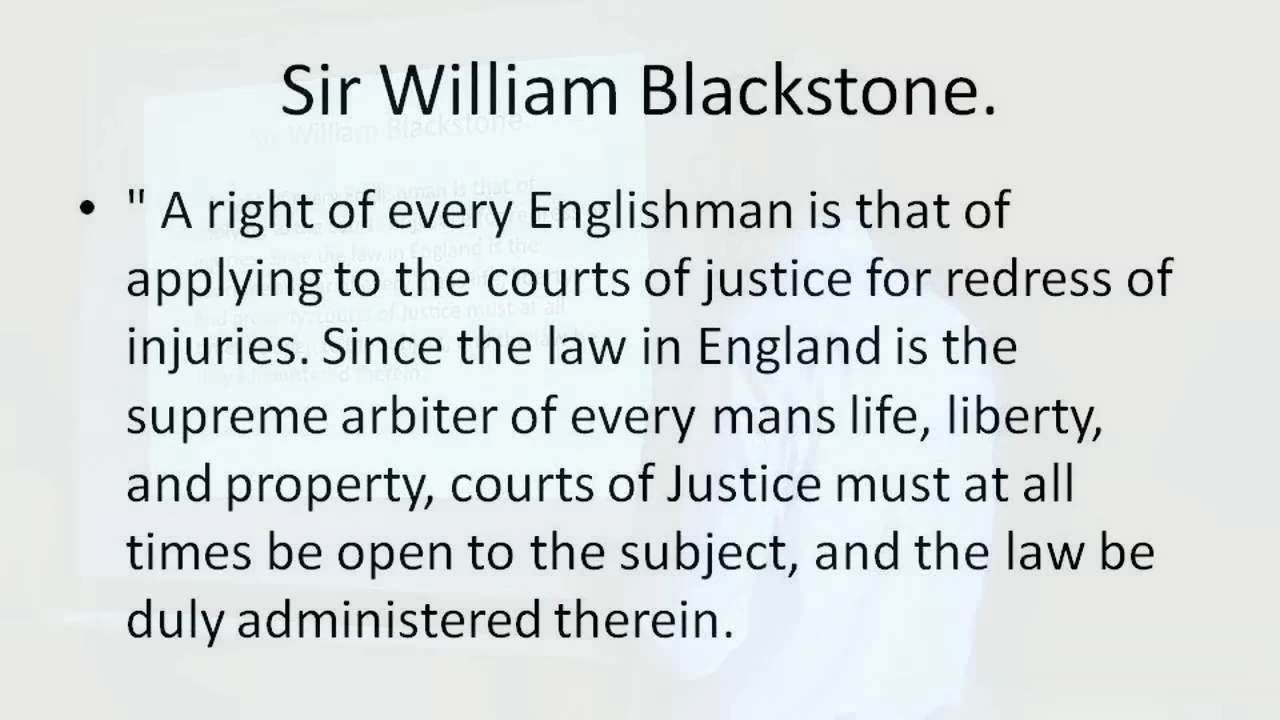 Sir William Blackstone.
• " A right of every Englishman is that of
applying to the courts of justice for redress of
injuries. Since the law in England is the
supreme arbiter of every mans life, liberty,
and property, courts of Justice must at all
times be open to the subject, and the law be
duly administered therein.